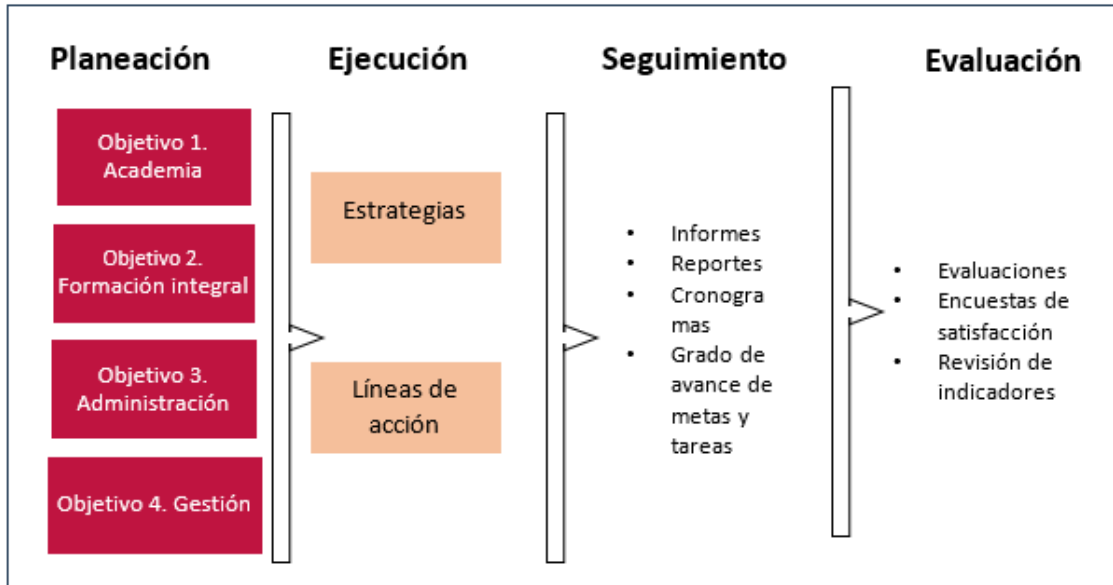 Planeación
Objetivo 1.
Academia
Objetivo 2.
Formación integral
Objetivo 3.
Administración
Objetivo 4. Gestión
Ejecución
Estrategias
Líneas de
acción
Seguimiento
• Informes
• Reportes
• Cronogra
mas
• Grado de
avance de
metas y
tareas
Evaluación
• Evaluaciones
• Encuestas de
satisfacción
• Revisión de
indicadores